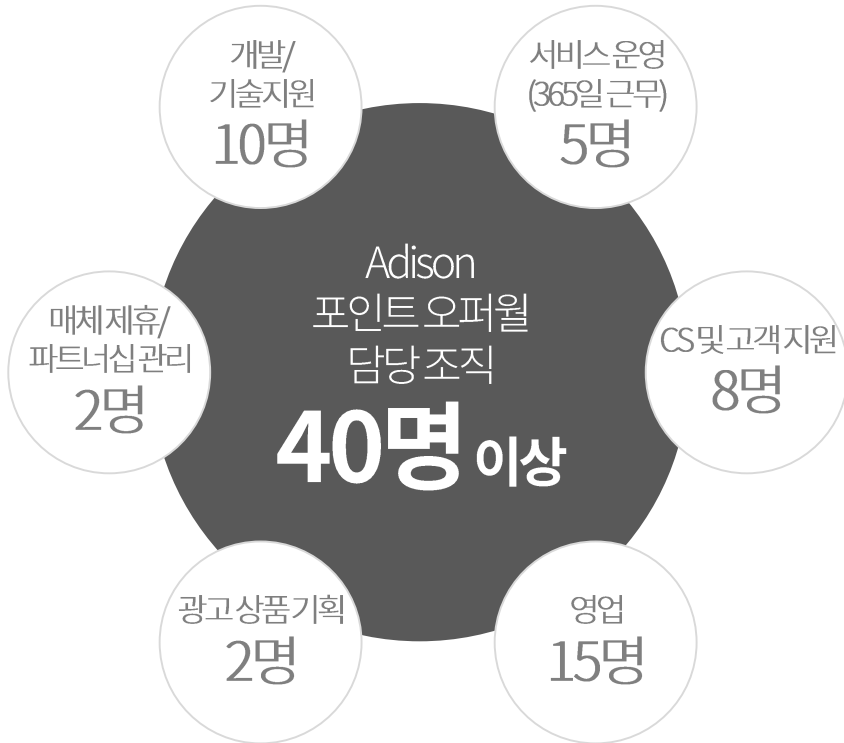 개발/
기술지원
10명
서비스 운영
(365일 근무)
5명
Adison
포인트 오퍼월
담당 조직
40명 이상
매체 제휴/
파트너십 관리
2명
CS 및 고객 지원
8명
광고 상품 기획
2명
영업
15명